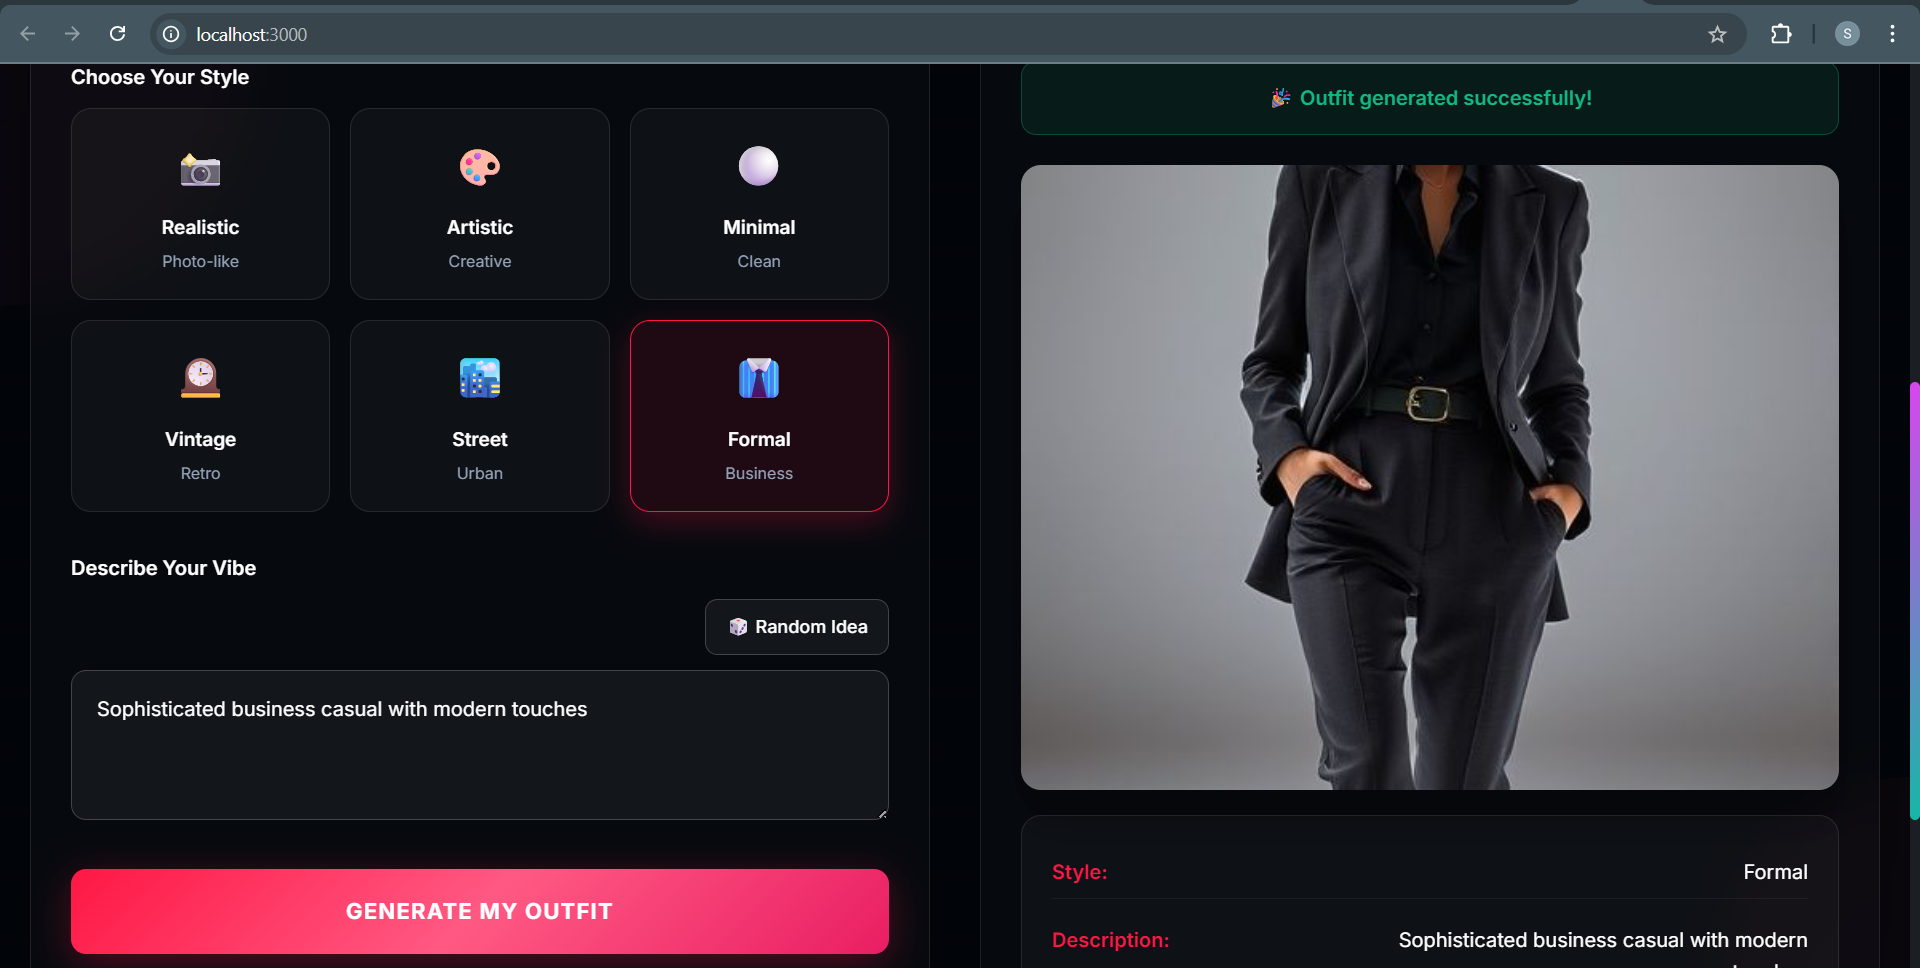 localhost:3000
S
Choose Your Style
Realistic
Photo-like
Artistic
Creative
Minimal
Clean
Vintage
Retro
Street
Urban
Formal
Business
Describe Your Vibe
🎲 Random Idea
Sophisticated business casual with modern touches
GENERATE MY OUTFIT
🎉 Outfit generated successfully!
Style:
Formal
Description:
Sophisticated business casual with modern